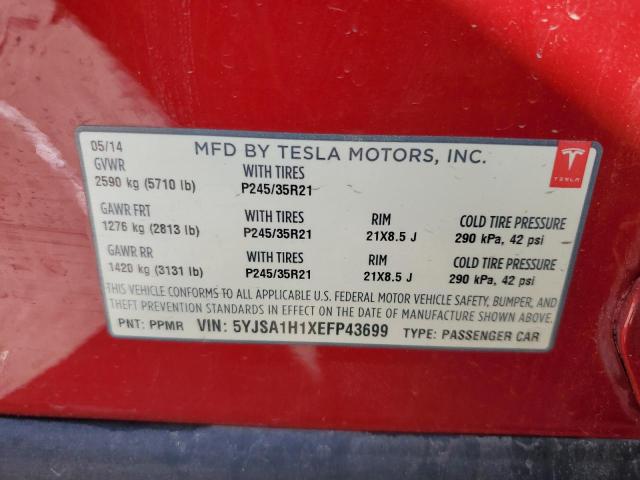 05/14 MFD BY TESLA MOTORS, INC.
GVWR WITH TIRES
2590 kg (5710 lb) P245/35R21
TESLA
GAWR FRT WITH TIRES RIM COLD TIRE PRESSURE
1276 kg (2813 lb) P245/35R21 21X8.5 J 290 kPa, 42 psi
GAWR RR WITH TIRES RIM COLD TIRE PRESSURE
1420 kg (3131 lb) P245/35R21 21X8.5 J 290 kPa, 42 psi
THIS VEHICLE CONFORMS TO ALL APPLICABLE U.S. FEDERAL MOTOR VEHICLE SAFETY, BUMPER, AND
THEFT PREVENTION STANDARDS IN EFFECT ON THE DATE OF MANUFACTURE SHOWN ABOVE.
PNT: PPMR VIN: 5YJSA1H1XEFP43699 TYPE: PASSENGER CAR